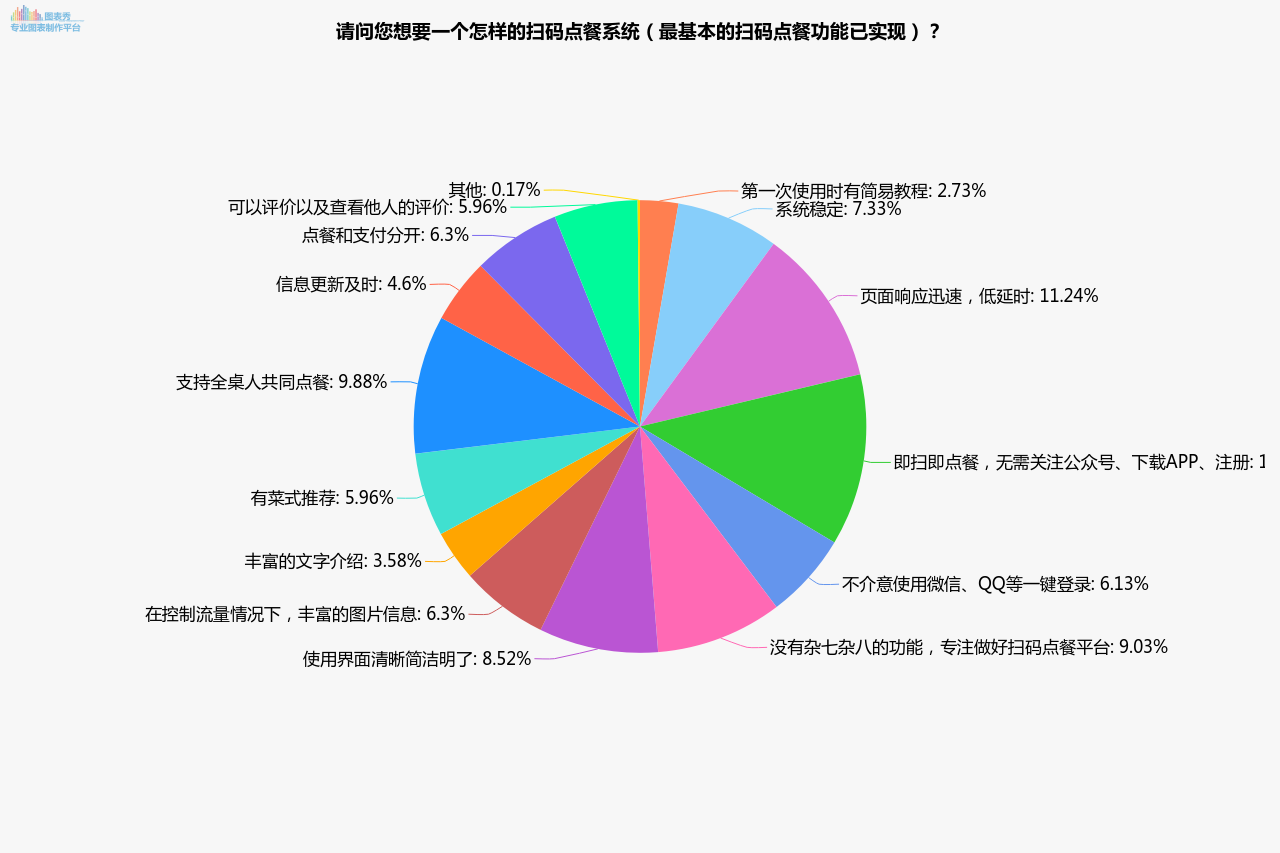 图表秀
专业图表制作平台
请问您想要一个怎样的扫码点餐系统（最基本的扫码点餐功能已实现）？
其他: 0.17%
第一次使用时有简易教程: 2.73%
可以评价以及查看他人的评价: 5.96%
系统稳定: 7.33%
点餐和支付分开: 6.3%
信息更新及时: 4.6%
页面响应迅速，低延时: 11.24%
支持全桌人共同点餐: 9.88%
即扫即点餐，无需关注公众号、下载APP、注册: 1
有菜式推荐: 5.96%
丰富的文字介绍: 3.58%
不介意使用微信、QQ等一键登录: 6.13%
在控制流量情况下，丰富的图片信息: 6.3%
没有杂七杂八的功能，专注做好扫码点餐平台: 9.03%
使用界面清晰简洁明了: 8.52%